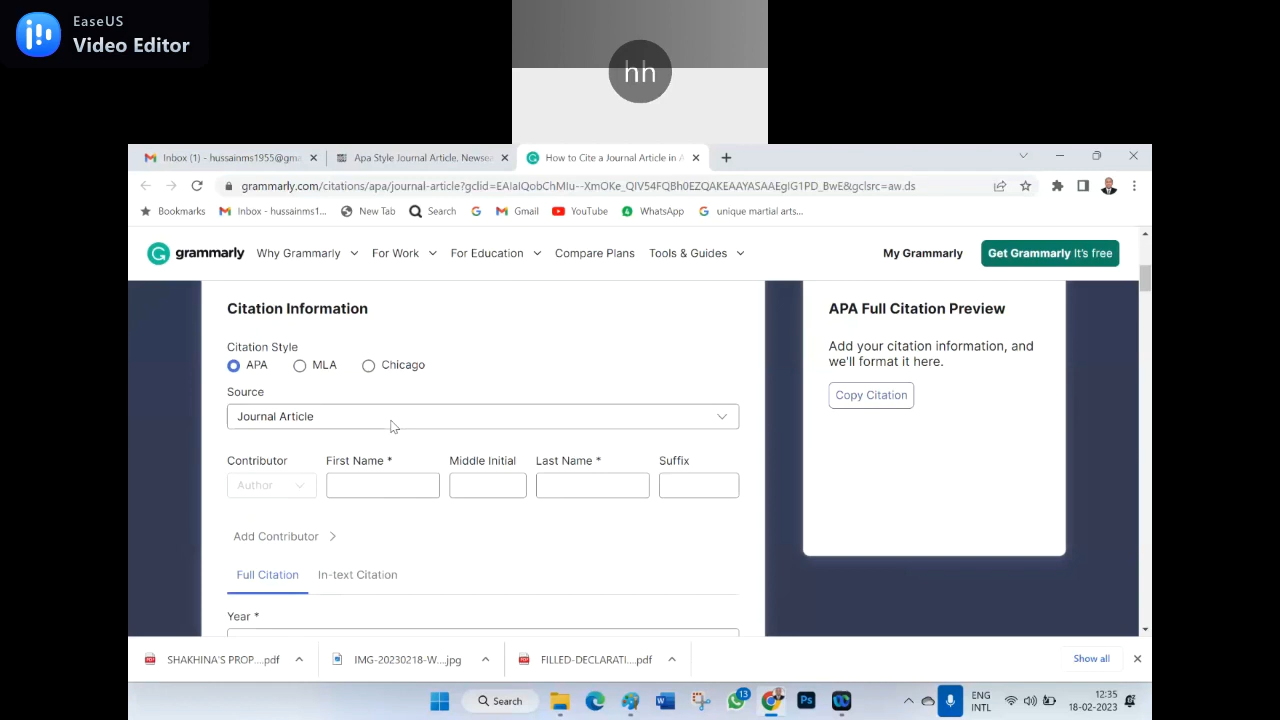 EaseUS
Video Editor
hh
Inbox (1) - hussainms1955@gma
Apa Style Journal Article, Newse
How to Cite a Journal Article in A
grammarly.com/citations/apa/journal-article?gclid=EAIaIQobChMIu--XmOKe_QIV54FQBh0EZQAKEAAYASAAEgIG1PD_BwE&gclsrc=aw.ds
Bookmarks
Inbox - hussainms1...
New Tab
Search
Gmail
YouTube
WhatsApp
unique martial arts...
grammarly
Why Grammarly
For Work
For Education
Compare Plans
Tools & Guides
My Grammarly
Get Grammarly It's free
Citation Information
Citation Style
APA
MLA
Chicago
Source
Journal Article
Contributor
First Name *
Middle Initial
Last Name *
Suffix
Author
Add Contributor
Full Citation
In-text Citation
Year *
APA Full Citation Preview
Add your citation information, and
we'll format it here.
Copy Citation
SHAKHINA'S PROP....pdf
IMG-20230218-W...jpg
FILLED-DECLARATI....pdf
Show all
Search
13
ENG
INTL
12:35
18-02-2023